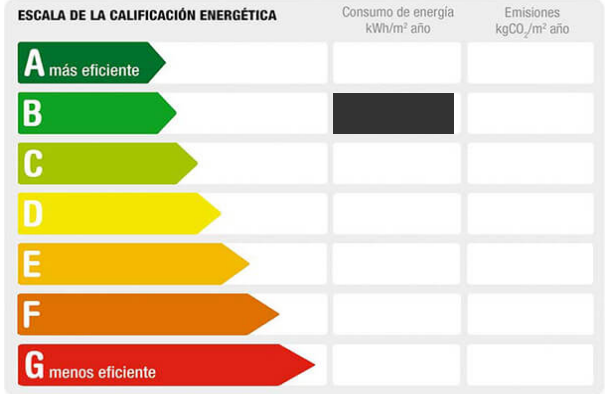 ESCALA DE LA CALIFICACIÓN ENERGÉTICA
Consumo de energía
kWh/m² año
Emisiones
kgCO₂/m² año
A más eficiente
B
C
D
E
F
G menos eficiente